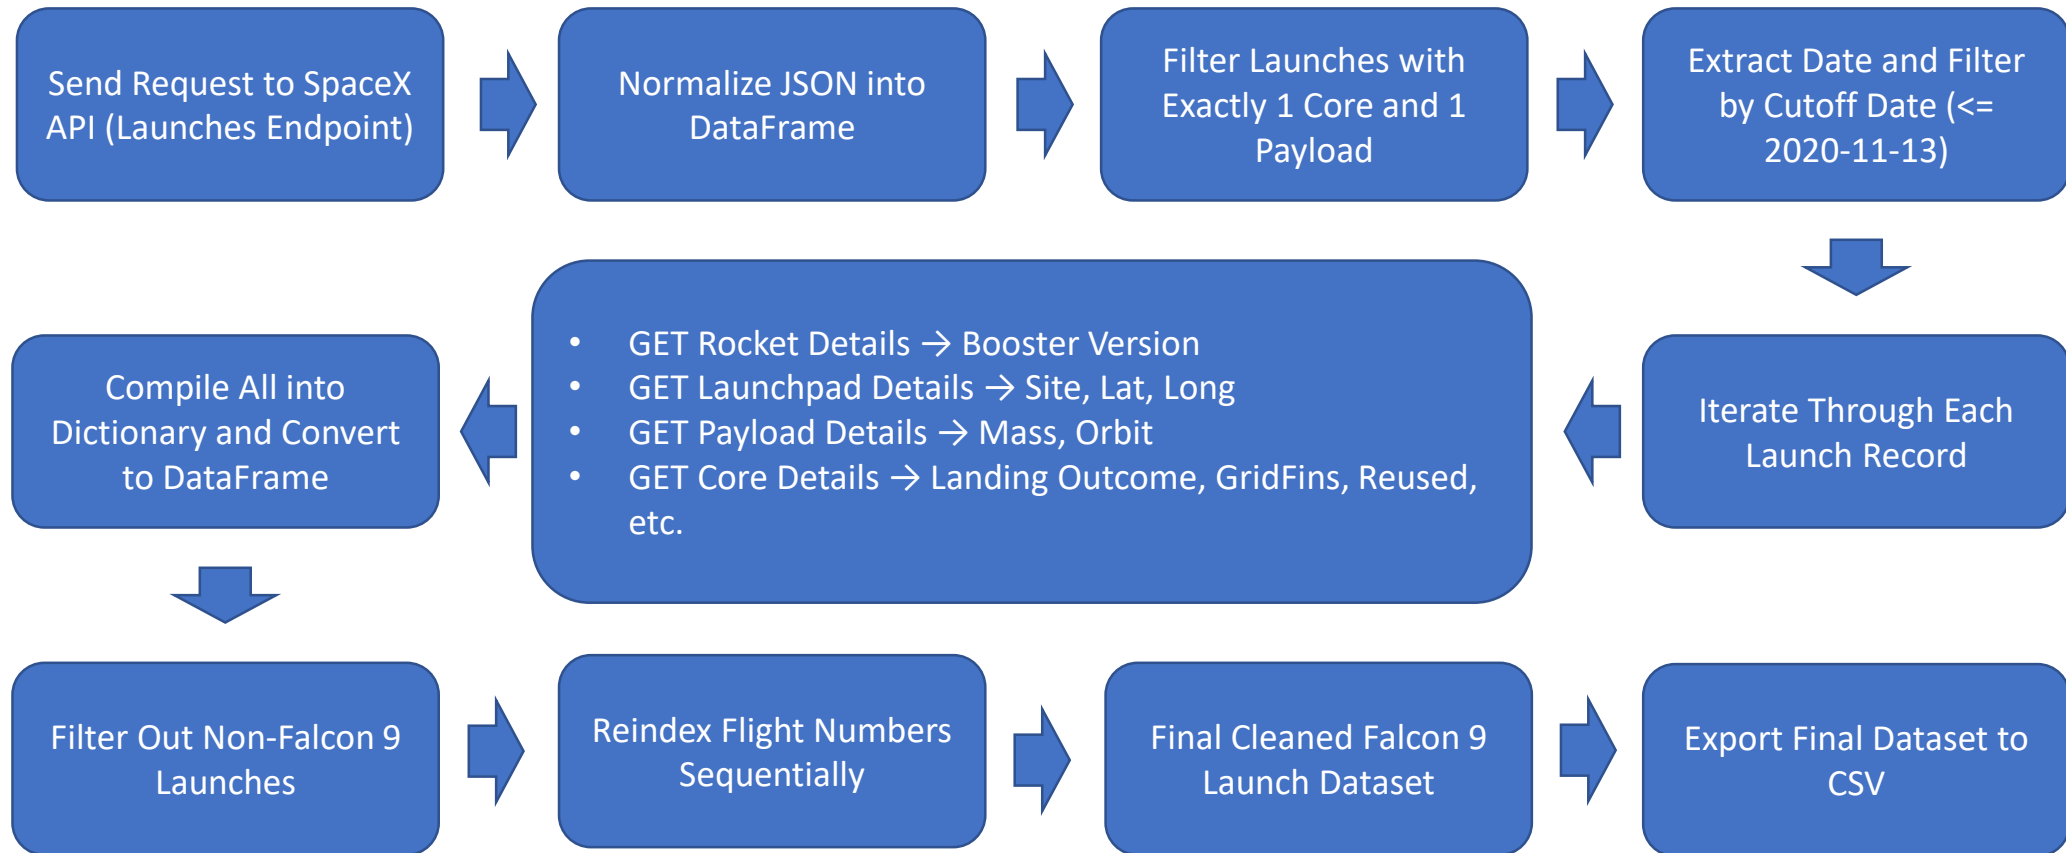 Send Request to SpaceX
API (Launches Endpoint)
Normalize JSON into
DataFrame
Filter Launches with
Exactly 1 Core and 1
Payload
Extract Date and Filter
by Cutoff Date (<=
2020-11-13)
Iterate Through Each
Launch Record
• GET Rocket Details → Booster Version
• GET Launchpad Details → Site, Lat, Long
• GET Payload Details → Mass, Orbit
• GET Core Details → Landing Outcome, GridFins, Reused,
etc.
Compile All into
Dictionary and Convert
to DataFrame
Filter Out Non-Falcon 9
Launches
Reindex Flight Numbers
Sequentially
Final Cleaned Falcon 9
Launch Dataset
Export Final Dataset to
CSV